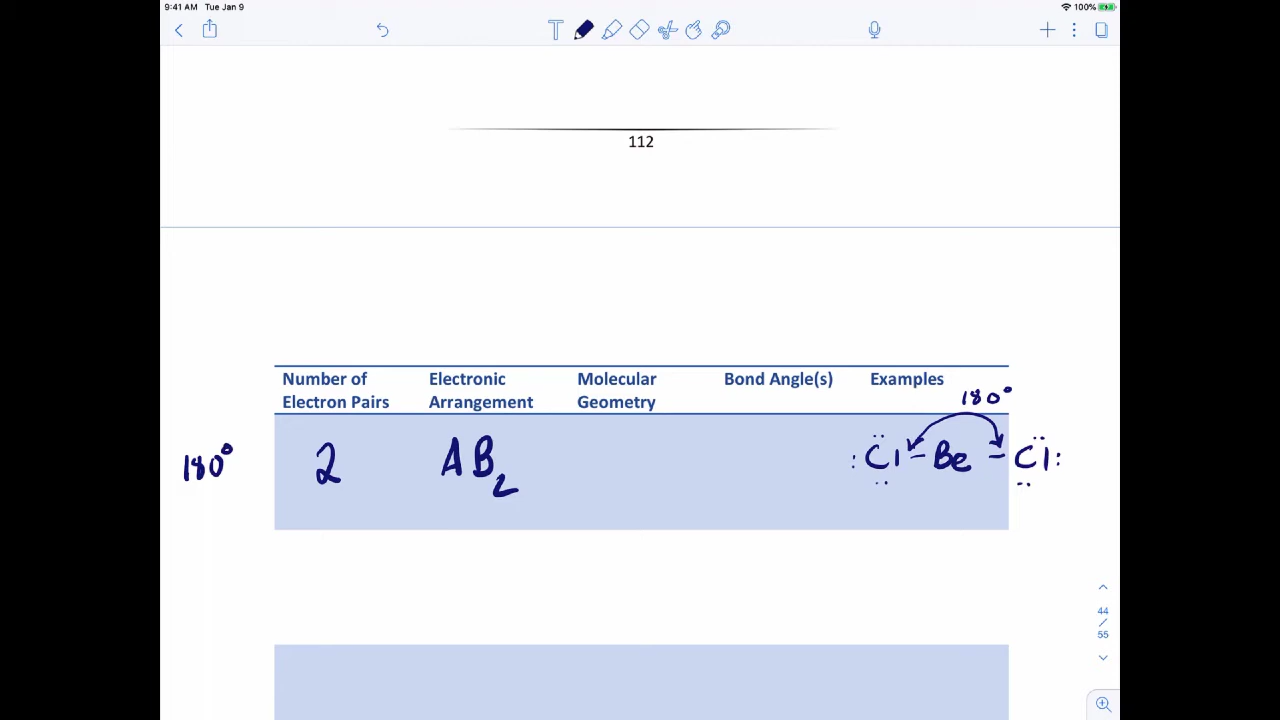 9:41 AM Tue Jan 9
100%
T
112
Number of Electron Pairs
Electronic Arrangement
Molecular Geometry
Bond Angle(s)
Examples
180°
180°
2
AB₂
:Cl - Be - Cl:
44
/
55